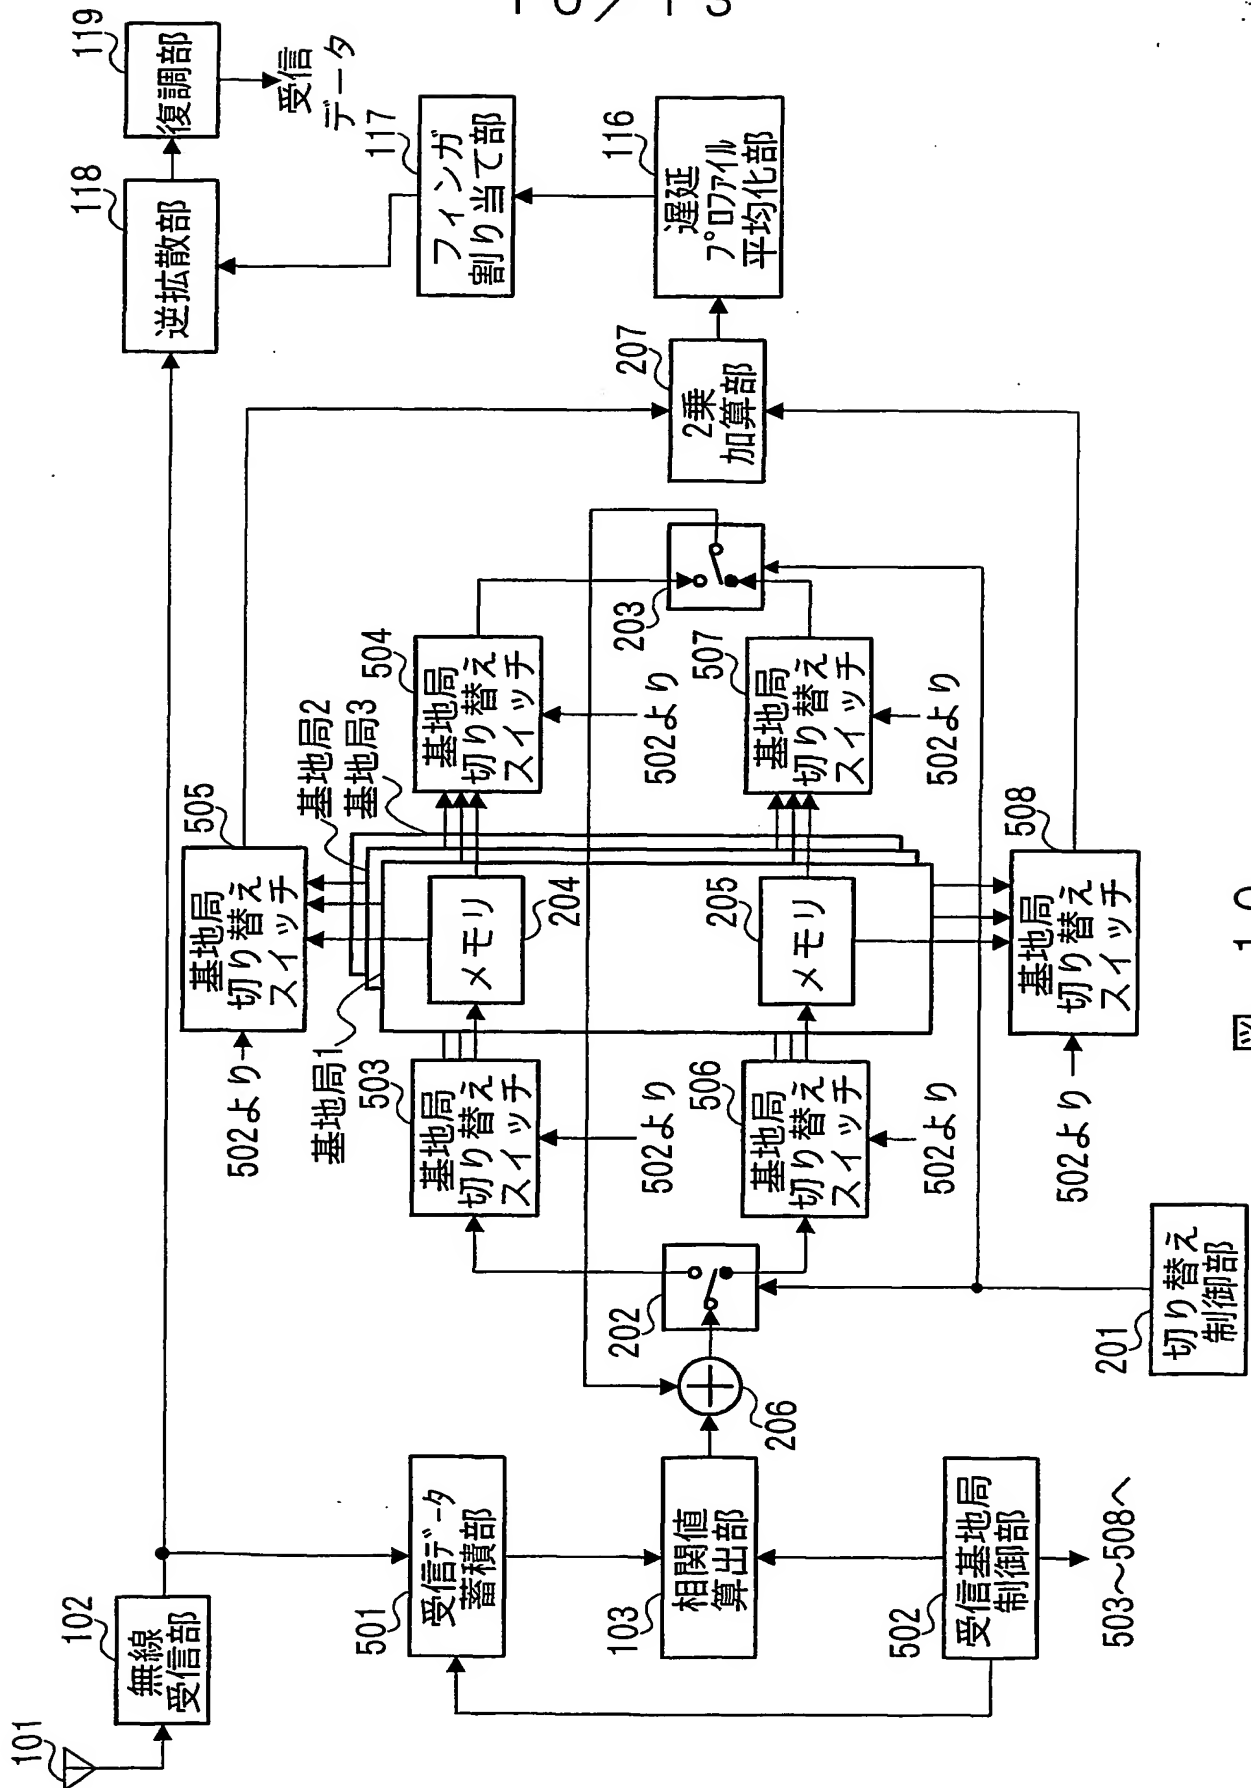 10/13
101
102
無線
受信部
118
逆拡散部
119
復調部
受信
データ
117
フィンガ
割り当て部
116
遅延
プロファイル
平均化部
207
2乗
加算部
505
基地局
切り替え
スイッチ
502より
基地局1
基地局2
基地局3
503
基地局
切り替え
スイッチ
502より
メモリ
204
504
基地局
切り替え
スイッチ
502より
203
501
受信データ
蓄積部
103
相関値
算出部
206
202
506
基地局
切り替え
スイッチ
502より
205
メモリ
507
基地局
切り替え
スイッチ
502より
502
受信基地局
制御部
503~508へ
201
切り替え
制御部
508
基地局
切り替え
スイッチ
502より